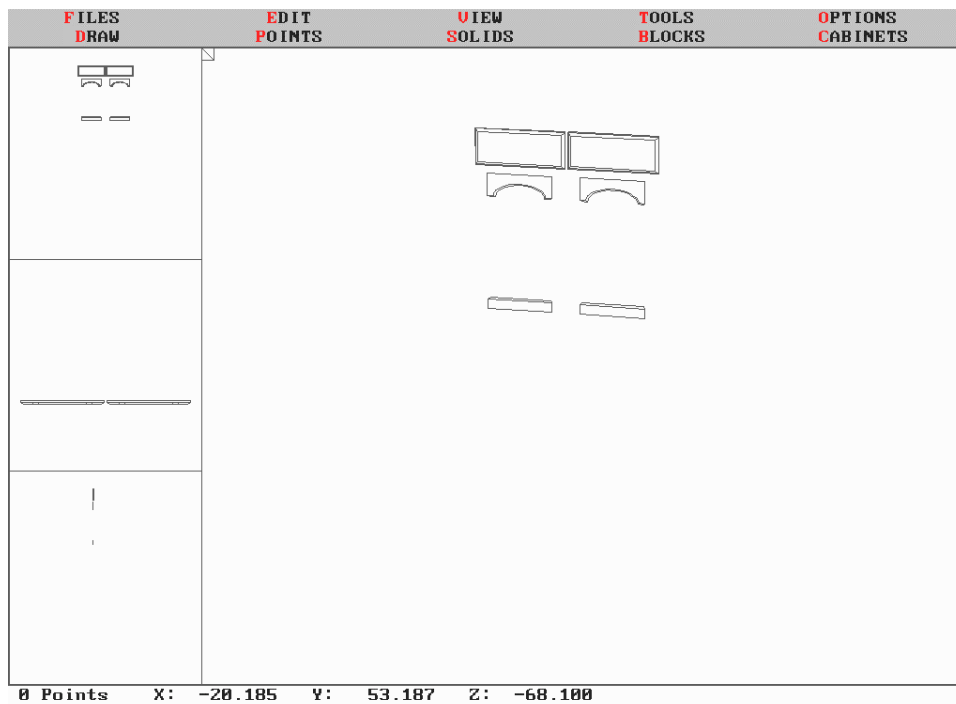 FILES EDIT VIEW TOOLS OPTIONS
DRAW POINTS SOLIDS BLOCKS CABINETS
0 Points X: -20.185 Y: 53.187 Z: -68.100